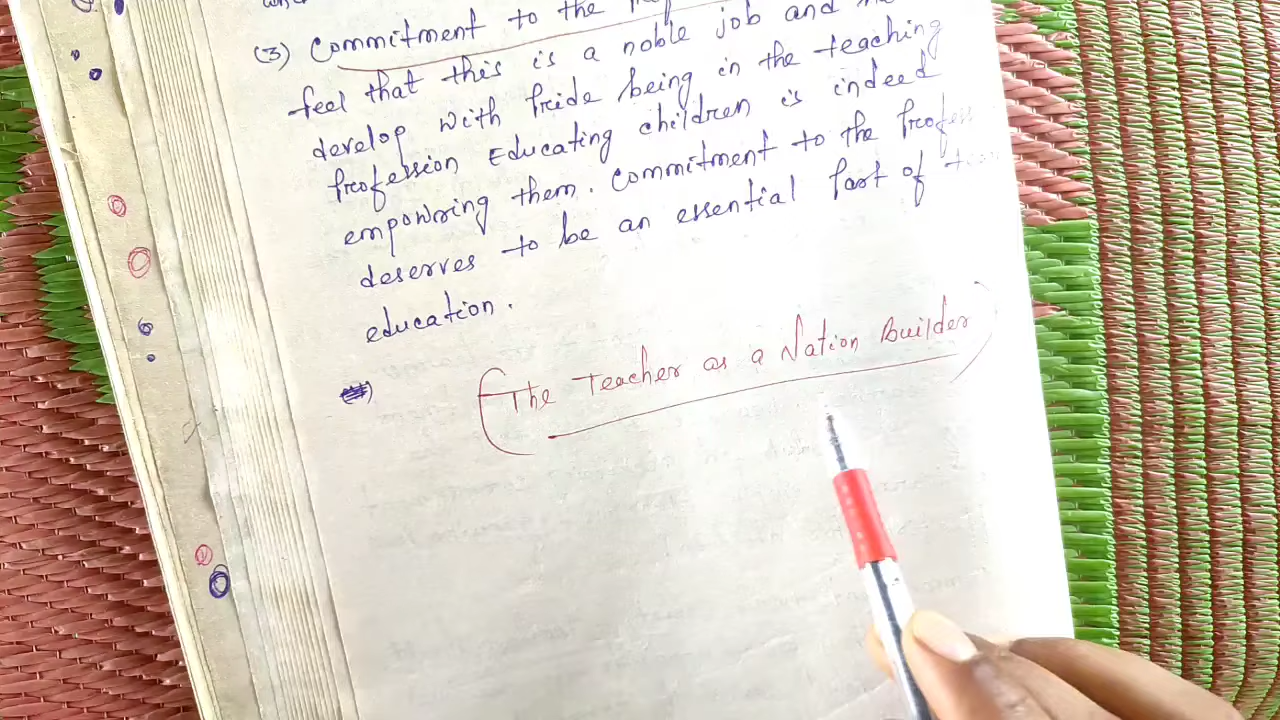 (3) Commitment to the
feel that this is a noble job and
develop with Pride being in the teaching
Profession Educating children is indeed
empowring them. Commitment to the Profess
deserves to be an essential Part of
education.
(The Teacher as a Nation Builder)